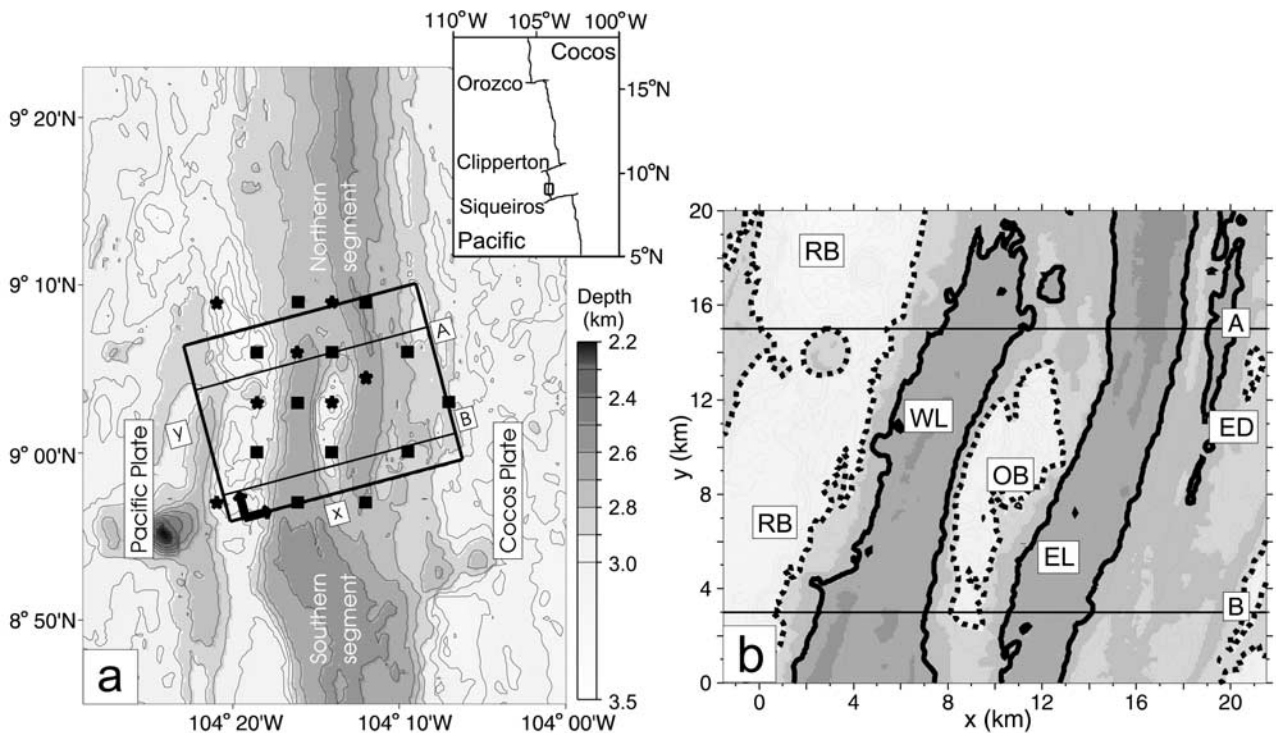 110°W 105°W 100°W
Cocos
Orozco
15°N
Clipperton
10°N
Siqueiros
Pacific
5°N
9° 20'N
9° 10'N
9° 00'N
8° 50'N
104° 20'W 104° 10'W 104° 00'W
Northern
segment
Southern
segment
Pacific Plate
Cocos Plate
A
B
y
x
a
Depth
(km)
2.2
2.4
2.6
2.8
3.0
3.5
20
16
12
8
4
0
y (km)
0 4 8 12 16 20
x (km)
RB
A
WL
ED
OB
RB
EL
B
b